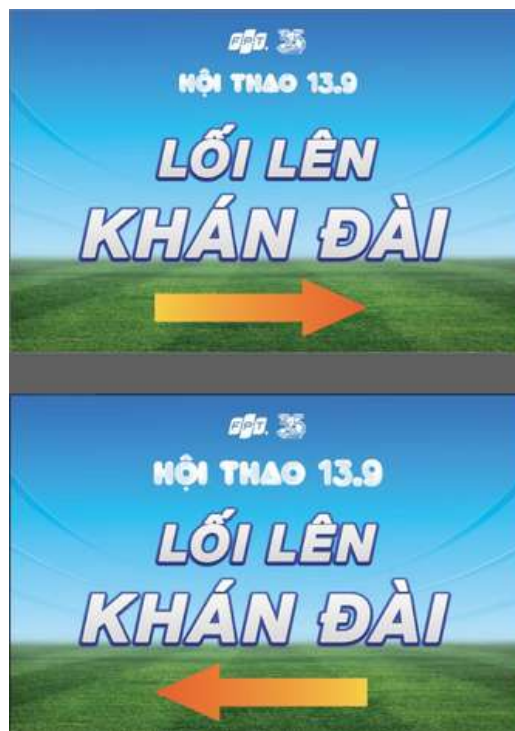 FPT. 35
HỘI THAO 13.9
LỐI LÊN
KHÁN ĐÀI
FPT. 35
HỘI THAO 13.9
LỐI LÊN
KHÁN ĐÀI